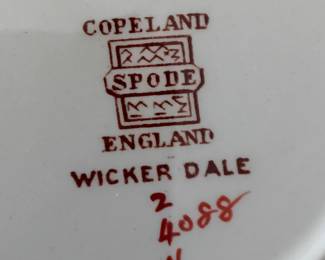 COPELAND
SPODE
ENGLAND
WICKER DALE
2
4088